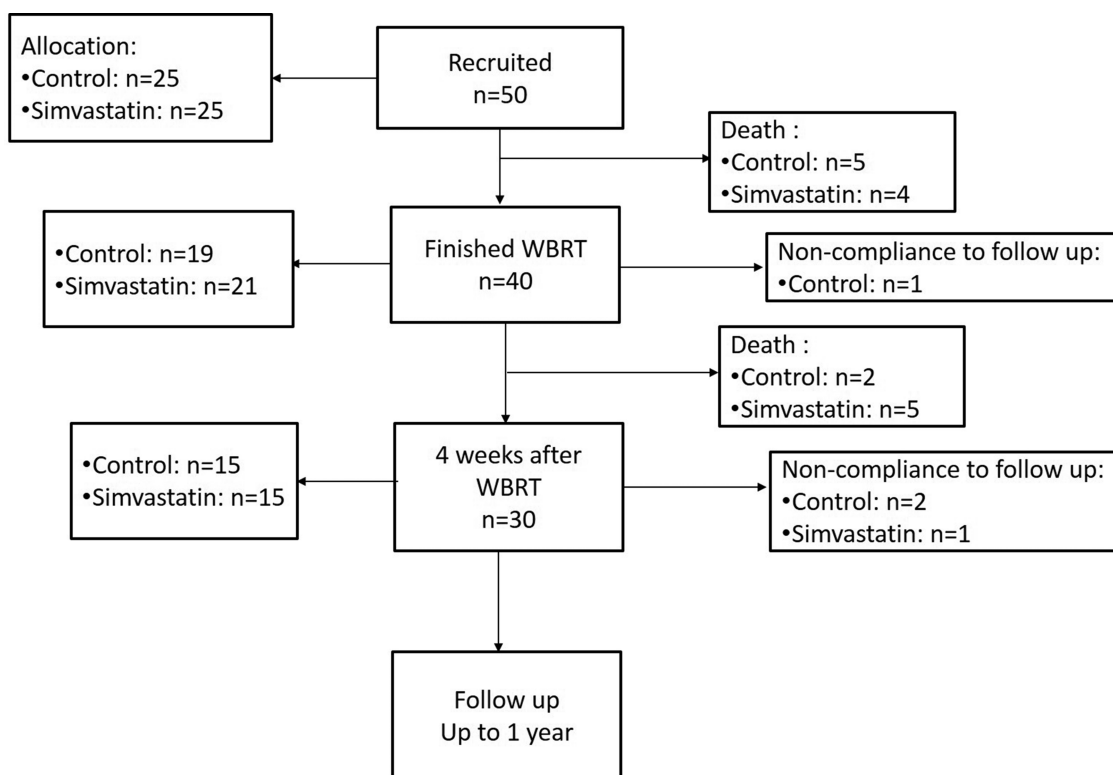 Allocation:
•Control: n=25
•Simvastatin: n=25
Recruited
n=50
Death :
•Control: n=5
•Simvastatin: n=4
•Control: n=19
•Simvastatin: n=21
Finished WBRT
n=40
Non-compliance to follow up:
•Control: n=1
Death :
•Control: n=2
•Simvastatin: n=5
•Control: n=15
•Simvastatin: n=15
4 weeks after
WBRT
n=30
Non-compliance to follow up:
•Control: n=2
•Simvastatin: n=1
Follow up
Up to 1 year